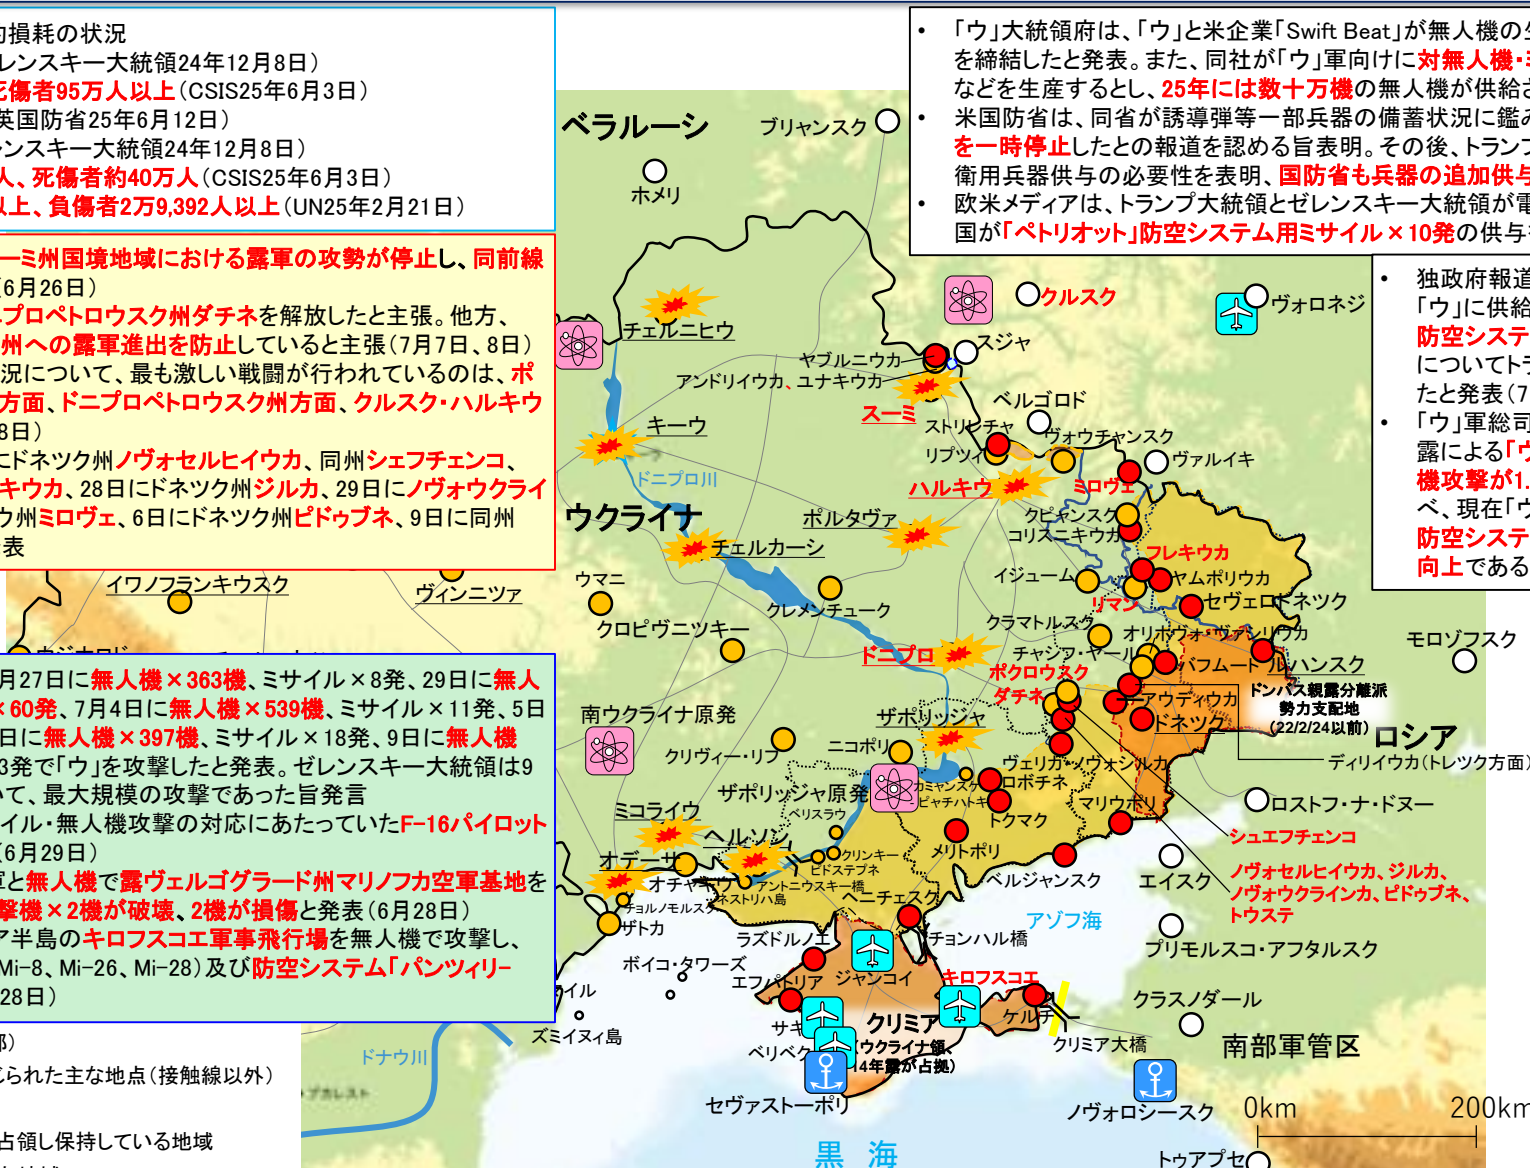 的損耗の状況
レンスキー大統領24年12月8日）
死傷者95万人以上（CSIS25年6月3日）
英国防省25年6月12日）
レンスキー大統領24年12月8日）
人、死傷者約40万人（CSIS25年6月3日）
以上、負傷者2万9,392人以上（UN25年2月21日）
ーミ州国境地域における露軍の攻勢が停止し、同前線
（6月26日）
ニプロペトロウスク州ダチネを解放したと主張。他方、
州への露軍進出を防止していると主張（7月7日、8日）
況について、最も激しい戦闘が行われているのは、ポ
方面、ドニプロペトロウスク州方面、クルスク・ハルキウ
8日）
にドネツク州ノヴォセルヒイウカ、同州シェフチェンコ、
キウカ、28日にドネツク州ジルカ、29日にノヴォウクライ
ウ州ミロヴェ、6日にドネツク州ピドゥブネ、9日に同州
表
月27日に無人機×363機、ミサイル×8発、29日に無人
×60発、7月4日に無人機×539機、ミサイル×11発、5日
日に無人機×397機、ミサイル×18発、9日に無人機
3発で「ウ」を攻撃したと発表。ゼレンスキー大統領は9
いて、最大規模の攻撃であった旨発言
イル・無人機攻撃の対応にあたっていたF-16パイロット
（6月29日）
軍と無人機で露ヴェルゴグラード州マリノフカ空軍基地を
撃機×2機が破壊、2機が損傷と発表（6月28日）
ア半島のキロフスコエ軍事飛行場を無人機で攻撃し、
Mi-8、Mi-26、Mi-28）及び防空システム「パンツィリ-
28日）
部）
じられた主な地点（接触線以外）
占領し保持している地域
・「ウ」大統領府は、「ウ」と米企業「Swift Beat」が無人機の
を締結したと発表。また、同社が「ウ」軍向けに対無人機・
などを生産するとし、25年には数十万機の無人機が供給さ
・米国防省は、同省が誘導弾等一部兵器の備蓄状況に鑑み
を一時停止したとの報道を認める旨表明。その後、トランプ
衛用兵器供与の必要性を表明、国防省も兵器の追加供与
・欧米メディアは、トランプ大統領とゼレンスキー大統領が電
国が「ペトリオット」防空システム用ミサイル×10発の供与
・独政府報道
「ウ」に供給
防空システ
についてトラ
たと発表（7
・「ウ」軍総司
露による「ウ
機攻撃が1.
べ、現在「ウ
防空システ
向上である
ベラルーシ
ブリャンスク
ホメリ
クルスク
ヴォロネジ
チェルニヒウ
スジャ
ヤブルニウカ
アンドリイウカ、ユナキウカ
スーミ
ベルゴロド
ストリレチャ
ヴォウチャンスク
リプツィ
ヴァルイキ
キーウ
ドニプロ川
ハルキウ
ミロヴェ
ウクライナ
ポルタヴァ
クピャンスク
コリスニキウカ
チェルカーシ
フレキウカ
イワノフランキウスク
ヴィンニツァ
ウマニ
クレメンチューク
イジューム
ヤムポリウカ
リマン
セヴェロドネツク
クロピヴニツキー
クラマトルスク
オリホヴォ・ヴァシリウカ
モロゾフスク
ドニプロ
チャシフ・ヤール
バフムート
ルハンスク
ポクロウスク
ダチネ
アウディウカ
ドンバス親露分離派
勢力支配地
（22/2/24以前）
南ウクライナ原発
ザポリッジャ
ドネツク
ロシア
クリヴィー・リフ
ニコポリ
ヴェリカ・ノヴォシルカ
ディリイウカ（トレツク方面）
ザポリッジャ原発
カミャンスケ
ピャチハトキ
ロボチネ
ミコライウ
ベリスラウ
トクマク
マリウポリ
ロストフ・ナ・ドヌー
ヘルソン
クリンキー
メリトポリ
シュエフチェンコ
オデーサ
ビドステプネ
オチャキウ
アントニウスキー橋
ベルジャンスク
エイスク
ノヴォセルヒイウカ、ジルカ、
ノヴォウクラインカ、ピドゥブネ、
トウステ
チョルノモルスク
ネストリハ島
ヘニチェスク
アゾフ海
ザトカ
ラズドルノエ
チョンハル橋
プリモルスコ・アフタルスク
ボイコ・タワーズ
エフパトリア
ジャンコイ
キロフスコエ
イル
クラスノダール
ズミイヌィ島
サキ
クリミア
（ウクライナ領、
14年露が占拠）
ケルチ
クリミア大橋
南部軍管区
ドナウ川
ベリベク
セヴァストーポリ
ノヴォロシースク
0km
200km
黒 海
トゥアプセ